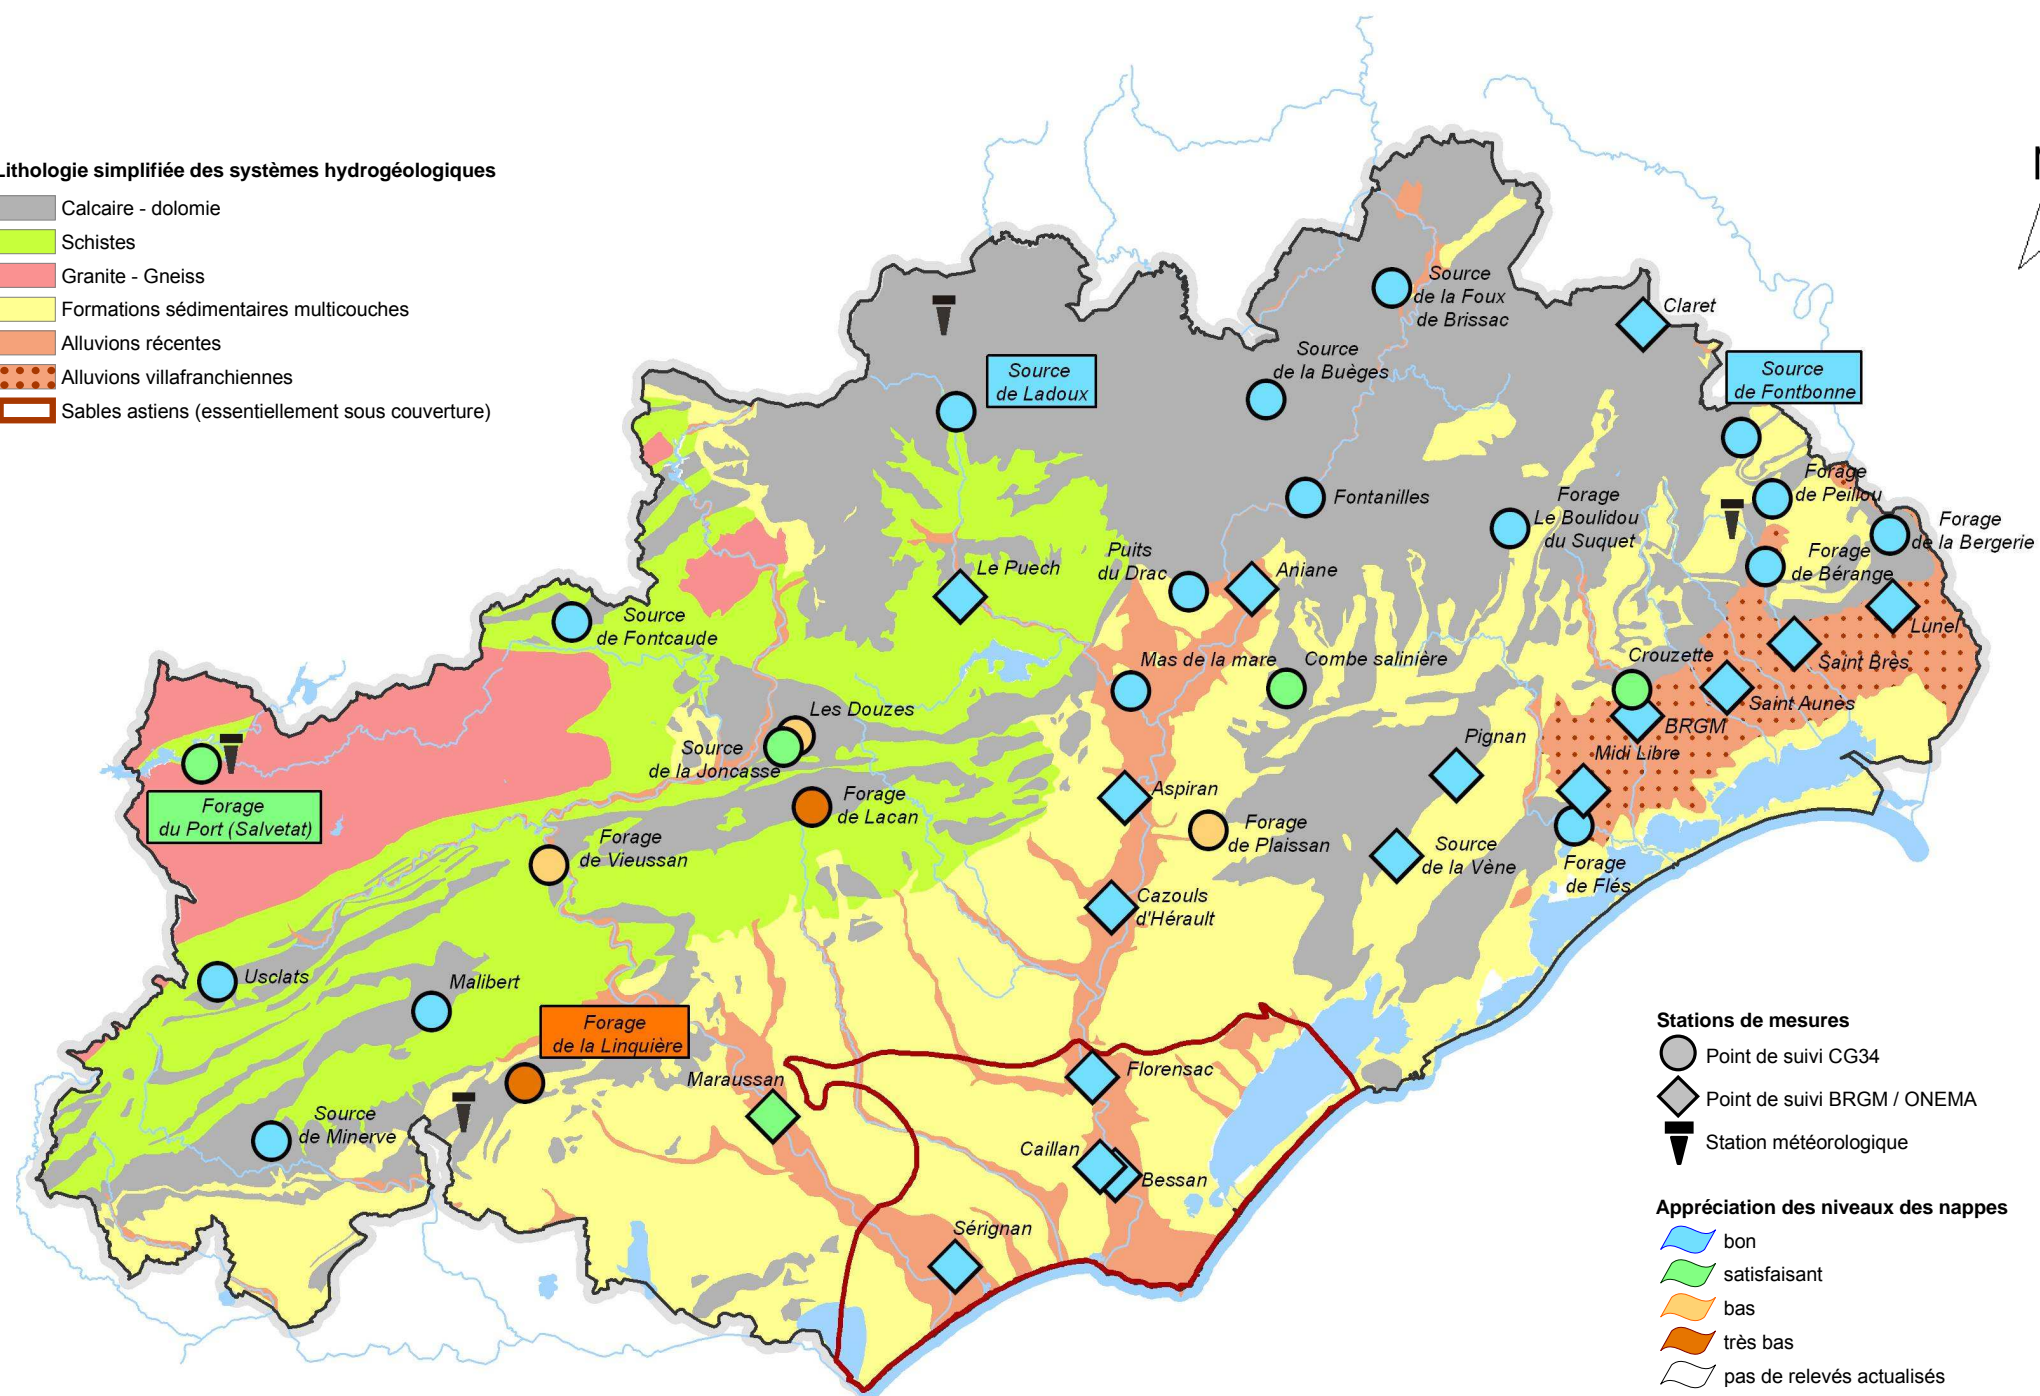 Lithologie simplifiée des systèmes hydrogéologiques
Calcaire - dolomie
Schistes
Granite - Gneiss
Formations sédimentaires multicouches
Alluvions récentes
Alluvions villafranchiennes
Sables astiens (essentiellement sous couverture)
N
Source
de la Foux
de Brissac
Claret
Source
de la Buèges
Source
de Ladoux
Source
de Fontbonne
Fontanilles
Forage
Le Boulidou
du Suquet
Forage
de Peillou
Forage
de la Bergerie
Forage
de Bérange
Puits
du Drac
Aniane
Le Puech
Source
de Fontcaude
Lunel
Saint Bres
Mas de la mare
Combe salinière
Crouzette
Saint Aunès
BRGM
Les Douzes
Source
de la Joncasse
Pignan
Midi Libre
Forage
du Port (Salvetat)
Forage
de Lacan
Aspiran
Forage
de Plaissan
Forage
de Vieussan
Source
de la Vène
Forage
de Flés
Cazouls
d'Hérault
Usclats
Malibert
Forage
de la Linquière
Maraussan
Florensac
Source
de Minerve
Caillan
Bessan
Sérignan
Stations de mesures
Point de suivi CG34
Point de suivi BRGM / ONEMA
Station météorologique
Appréciation des niveaux des nappes
bon
satisfaisant
bas
très bas
pas de relevés actualisés